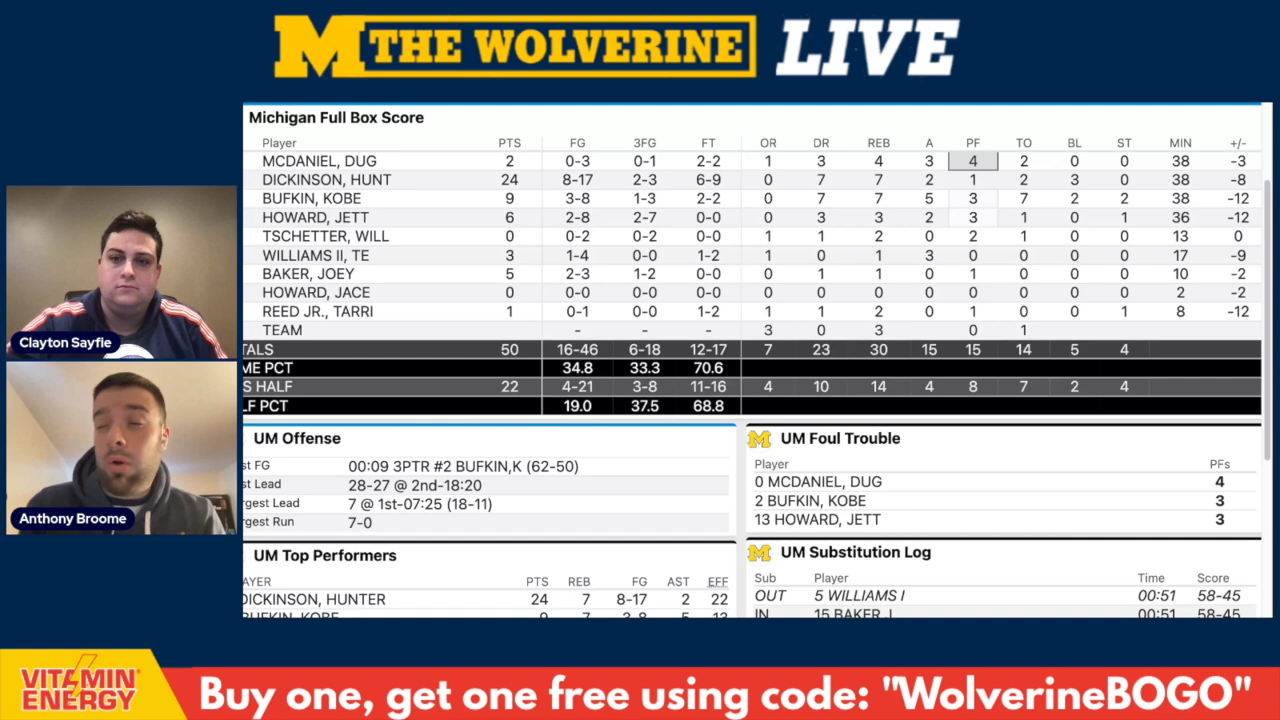 M THE WOLVERINE LIVE
Michigan Full Box Score
Player PTS FG 3FG FT OR DR REB A PF TO BL ST MIN +/-
MCDANIEL, DUG 2 0-3 0-1 2-2 1 3 4 3 4 2 0 0 38 -3
DICKINSON, HUNT 24 8-17 2-3 6-9 0 7 7 2 1 2 3 0 38 -8
BUFKIN, KOBE 9 3-8 1-3 2-2 0 7 7 5 3 7 2 2 38 -12
HOWARD, JETT 6 2-8 2-7 0-0 0 3 3 2 3 1 0 1 36 -12
TSCHETTER, WILL 0 0-2 0-2 0-0 1 1 2 0 2 1 0 0 13 0
WILLIAMS II, TE 3 1-4 0-0 1-2 1 0 1 3 0 0 0 0 17 -9
BAKER, JOEY 5 2-3 1-2 0-0 0 1 1 0 1 0 0 0 10 -2
HOWARD, JACE 0 0-0 0-0 0-0 0 0 0 0 0 0 0 0 2 -2
REED JR., TARRI 1 0-1 0-0 1-2 1 1 2 0 1 0 0 1 8 -12
TEAM - - - 3 0 3 0 1
TALS 50 16-46 6-18 12-17 7 23 30 15 15 14 5 4
ME PCT 34.8 33.3 70.6
S HALF 22 4-21 3-8 11-16 4 10 14 4 8 7 2 4
LF PCT 19.0 37.5 68.8
UM Offense
st FG 00:09 3PTR #2 BUFKIN,K (62-50)
st Lead 28-27 @ 2nd-18:20
rgest Lead 7 @ 1st-07:25 (18-11)
rgest Run 7-0
M UM Foul Trouble
Player PFs
0 MCDANIEL, DUG 4
2 BUFKIN, KOBE 3
13 HOWARD, JETT 3
UM Top Performers
AYER PTS REB FG AST EFF
DICKINSON, HUNTER 24 7 8-17 2 22
BUFKIN, KOBE 9 7 3-8 5 13
M UM Substitution Log
Sub Player Time Score
OUT 5 WILLIAMS I 00:51 58-45
IN 15 BAKER J 00:51 58-45
Clayton Sayfie
Anthony Broome
VITAMIN ENERGY®
Buy one, get one free using code: "WolverineBOGO"